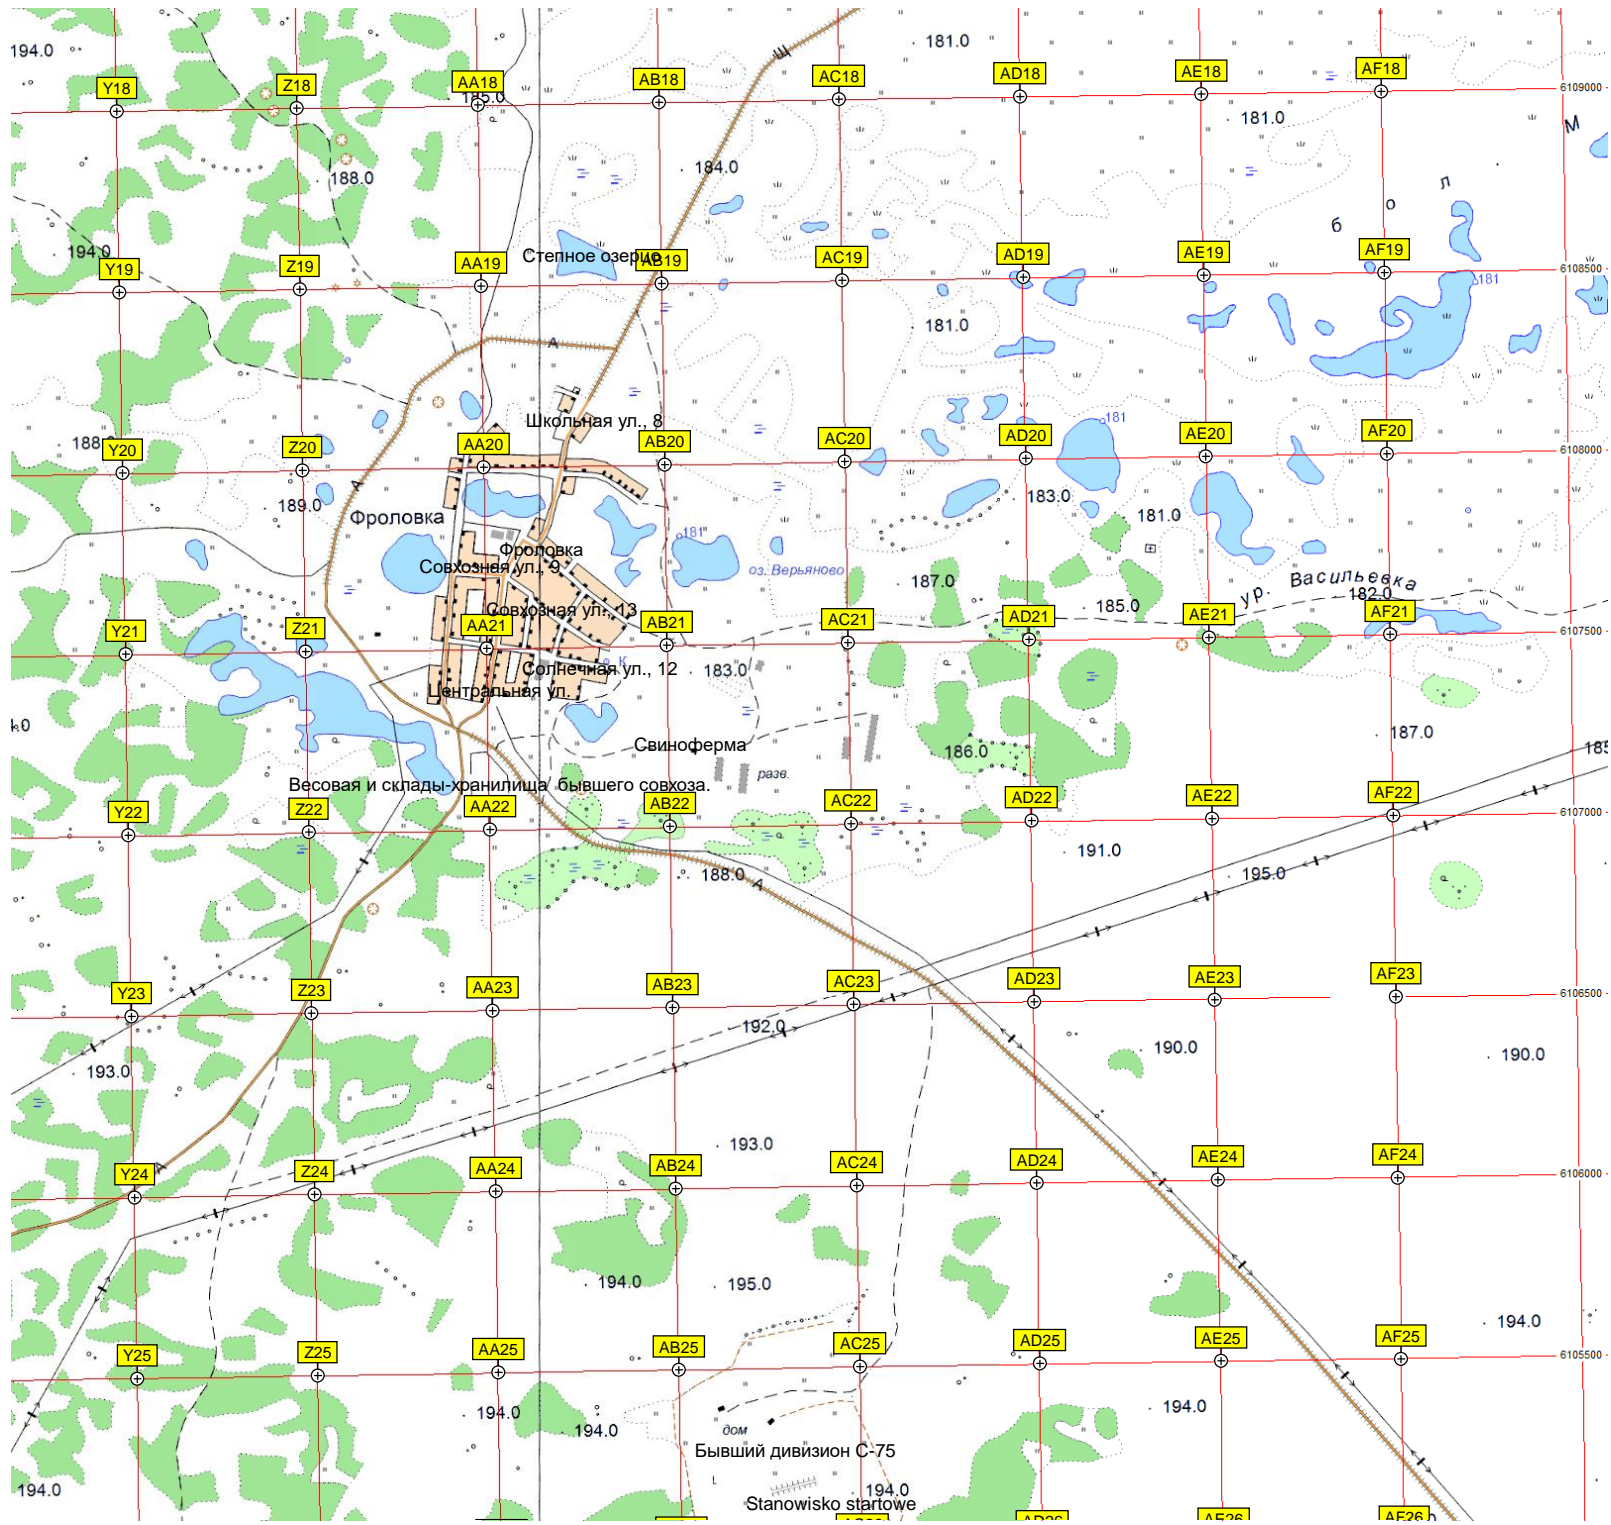 181.0
194.0
Щ
Y18
Z18
AA18
AB18
AC18
AD18
AE18
AF18
6109000
185.0
181.0
М
184.0
188.0
л
о
б
194.0
Y19
Z19
AA19
Степное озерцо
AB19
AC19
AD19
AE19
AF19
6108500
181
181.0
А
Школьная ул., 8
181
188.0
Y20
Z20
AA20
AB20
AC20
AD20
AE20
AF20
6108000
А
189.0
Фроловка
183.0
181.0
181
Фроловка
Совхозная ул., 9
оз. Верьяново
187.0
ур. Васильевка
182.0
Совхозная ул., 13
185.0
Y21
Z21
AA21
AB21
AC21
AD21
AE21
AF21
6107500
К
Солнечная ул., 12
183.0
Центральная ул.
187.0
Свиноферма
186.0
185
разв.
Весовая и склады-хранилища бывшего совхоза.
Y22
Z22
AA22
AB22
AC22
AD22
AE22
AF22
6107000
191.0
188.0
А
195.0
Y23
Z23
AA23
AB23
AC23
AD23
AE23
AF23
6106500
192.0
190.0
190.0
193.0
193.0
А
Y24
Z24
AA24
AB24
AC24
AD24
AE24
AF24
6106000
194.0
195.0
194.0
Y25
Z25
AA25
AB25
AC25
AD25
AE25
AF25
6105500
194.0
194.0
194.0
дом
Бывший дивизион С-75
194.0
194.0
Stanowisko startowe
AD26
AE26
AF26